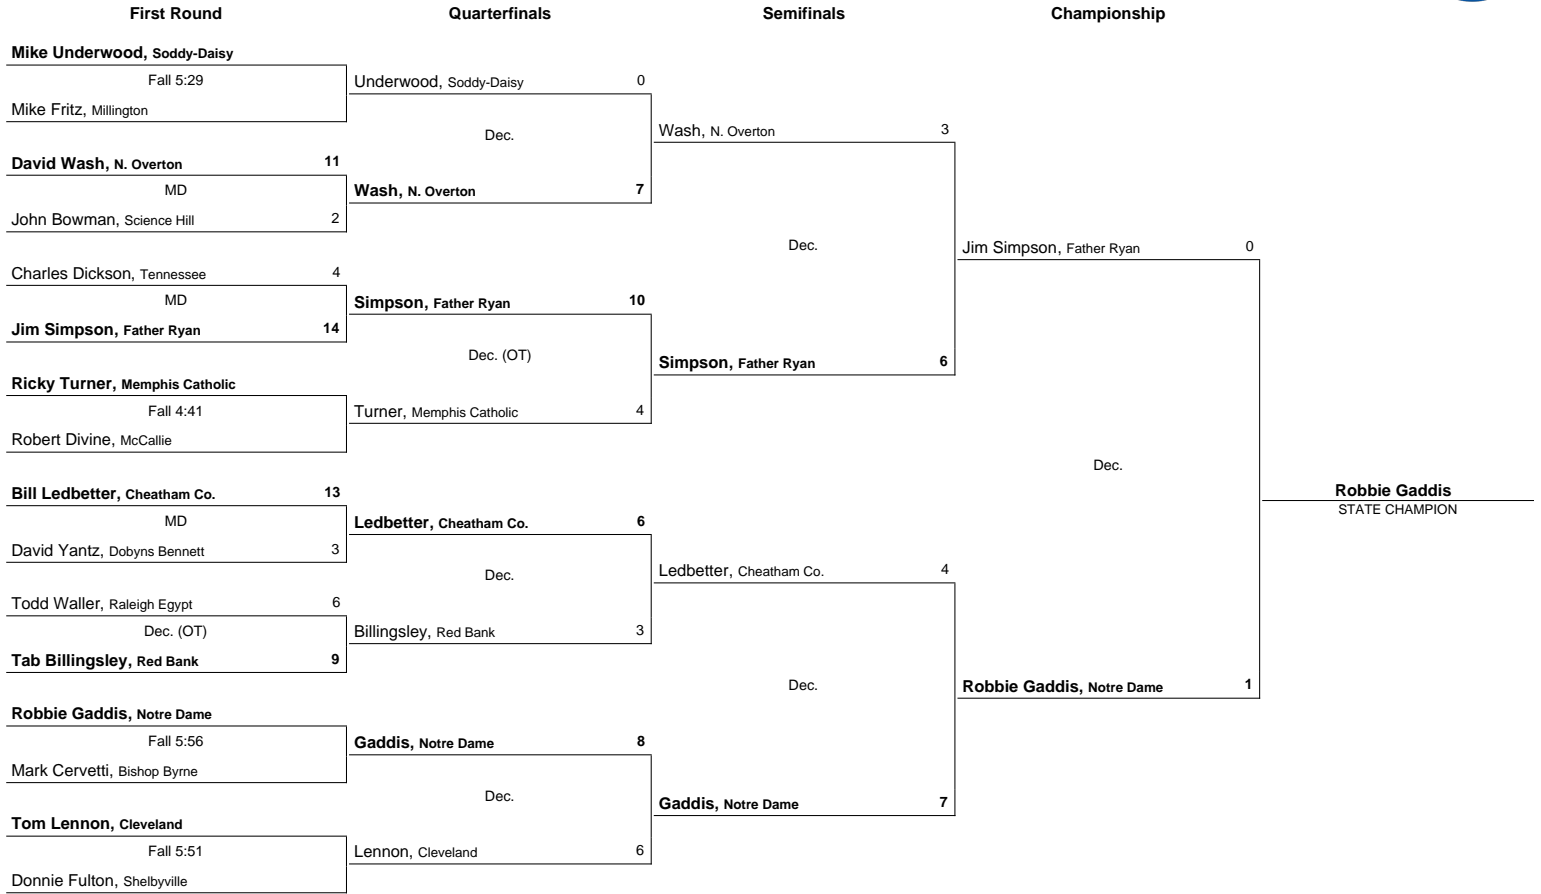 First Round Quarterfinals Semifinals Championship
Mike Underwood, Soddy-Daisy
Fall 5:29
Mike Fritz, Millington
David Wash, N. Overton 11
MD
John Bowman, Science Hill 2
Charles Dickson, Tennessee 4
MD
Jim Simpson, Father Ryan 14
Ricky Turner, Memphis Catholic
Fall 4:41
Robert Divine, McCallie
Bill Ledbetter, Cheatham Co. 13
MD
David Yantz, Dobyns Bennett 3
Todd Waller, Raleigh Egypt 6
Dec. (OT)
Tab Billingsley, Red Bank 9
Robbie Gaddis, Notre Dame
Fall 5:56
Mark Cervetti, Bishop Byrne
Tom Lennon, Cleveland
Fall 5:51
Donnie Fulton, Shelbyville
Underwood, Soddy-Daisy 0
Dec.
Wash, N. Overton 7
Simpson, Father Ryan 10
Dec. (OT)
Turner, Memphis Catholic 4
Ledbetter, Cheatham Co. 6
Dec.
Billingsley, Red Bank 3
Gaddis, Notre Dame 8
Dec.
Lennon, Cleveland 6
Wash, N. Overton 3
Dec.
Simpson, Father Ryan 6
Ledbetter, Cheatham Co. 4
Dec.
Gaddis, Notre Dame 7
Jim Simpson, Father Ryan 0
Dec.
Robbie Gaddis, Notre Dame 1
Robbie Gaddis
STATE CHAMPION